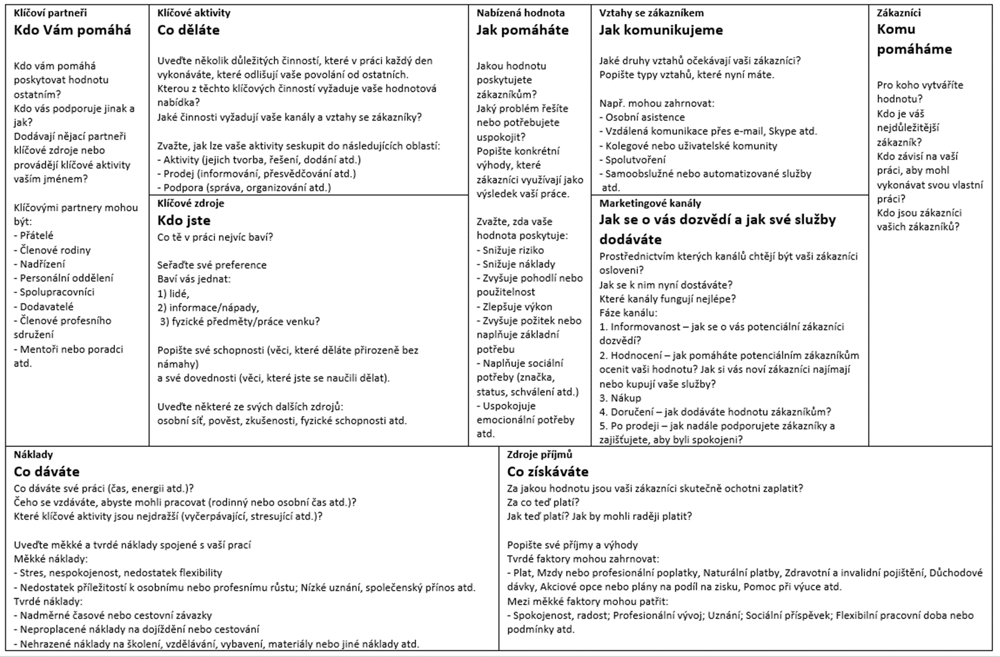 Klíčoví partneři
Kdo Vám pomáhá
Kdo vám pomáhá
poskytovat hodnotu
ostatním?
Kdo vás podporuje jinak a
jak?
Dodávají nějací partneři
klíčové zdroje nebo
provádějí klíčové aktivity
vaším jménem?
Klíčovými partnery mohou
být:
- Přátelé
- Členové rodiny
- Nadřízení
- Personální oddělení
- Spolupracovníci
- Dodavatelé
- Členové profesního
sdružení
- Mentoři nebo poradci
atd.
Klíčové aktivity
Co děláte
Uveďte několik důležitých činností, které v práci každý den
vykonáváte, které odlišují vaše povolání od ostatních.
Kterou z těchto klíčových činností vyžaduje vaše hodnotová
nabídka?
Jaké činnosti vyžadují vaše kanály a vztahy se zákazníky?
Zvažte, jak lze vaše aktivity seskupit do následujících oblastí:
- Aktivity (jejich tvorba, řešení, dodání atd.)
- Prodej (informování, přesvědčování atd.)
- Podpora (správa, organizování atd.)
Klíčové zdroje
Kdo jste
Co tě v práci nejvíc baví?
Seřaďte své preference
Baví vás jednat:
1) lidé,
2) informace/nápady,
3) fyzické předměty/práce venku?
Popište své schopnosti (věci, které děláte přirozeně bez
námahy)
a své dovednosti (věci, které jste se naučili dělat).
Uveďte některé ze svých dalších zdrojů:
osobní síť, pověst, zkušenosti, fyzické schopnosti atd.
Nabízená hodnota
Jak pomáháte
Jakou hodnotu
poskytujete
zákazníkům?
Jaký problém řešíte
nebo potřebujete
uspokojit?
Popište konkrétní
výhody, které
zákazníci využívají jako
výsledek vaší práce.
Zvažte, zda vaše
hodnota poskytuje:
- Snižuje riziko
- Snižuje náklady
- Zvyšuje pohodlí nebo
použitelnost
- Zlepšuje výkon
- Zvyšuje požitek nebo
naplňuje základní
potřebu
- Naplňuje sociální
potřeby (značka,
status, schválení atd.)
- Uspokojuje
emocionální potřeby
atd.
Vztahy se zákazníkem
Jak komunikujeme
Jaké druhy vztahů očekávají vaši zákazníci?
Popište typy vztahů, které nyní máte.
Např. mohou zahrnovat:
- Osobní asistence
- Vzdálená komunikace přes e-mail, Skype atd.
- Kolegové nebo uživatelské komunity
- Spolutvoření
- Samoobslužné nebo automatizované služby
atd.
Marketingové kanály
Jak se o vás dozvědí a jak své služby
dodáváte
Prostřednictvím kterých kanálů chtějí být vaši zákazníci
osloveni?
Jak se k nim nyní dostáváte?
Které kanály fungují nejlépe?
Fáze kanálu:
1. Informovanost – jak se o vás potenciální zákazníci
dozvědí?
2. Hodnocení – jak pomáháte potenciálním zákazníkům
ocenit vaši hodnotu? Jak si vás noví zákazníci najímají
nebo kupují vaše služby?
3. Nákup
4. Doručení – jak dodáváte hodnotu zákazníkům?
5. Po prodeji – jak nadále podporujete zákazníky a
zajišťujete, aby byli spokojeni?
Zákazníci
Komu
pomáháme
Pro koho vytváříte
hodnotu?
Kdo je váš
nejdůležitější
zákazník?
Kdo závisí na vaší
práci, aby mohl
vykonávat svou vlastní
práci?
Kdo jsou zákazníci
vašich zákazníků?
Náklady
Co dáváte
Co dáváte své práci (čas, energii atd.)?
Čeho se vzdáváte, abyste mohli pracovat (rodinný nebo osobní čas atd.)?
Které klíčové aktivity jsou nejdražší (vyčerpávající, stresující atd.)?
Uveďte měkké a tvrdé náklady spojené s vaší prací
Měkké náklady:
- Stres, nespokojenost, nedostatek flexibility
- Nedostatek příležitostí k osobnímu nebo profesnímu růstu; Nízké uznání, společenský přínos atd.
Tvrdé náklady:
- Nadměrné časové nebo cestovní závazky
- Neproplacené náklady na dojíždění nebo cestování
- Nehrazené náklady na školení, vzdělávání, vybavení, materiály nebo jiné náklady atd.
Zdroje příjmů
Co získáváte
Za jakou hodnotu jsou vaši zákazníci skutečně ochotni zaplatit?
Za co teď platí?
Jak teď platí? Jak by mohli raději platit?
Popište své příjmy a výhody
Tvrdé faktory mohou zahrnovat:
- Plat, Mzdy nebo profesionální poplatky, Naturální platby, Zdravotní a invalidní pojištění, Důchodové
dávky, Akciové opce nebo plány na podíl na zisku, Pomoc při výuce atd.
Mezi měkké faktory mohou patřit:
- Spokojenost, radost; Profesionální vývoj; Uznání; Sociální příspěvek; Flexibilní pracovní doba nebo
podmínky atd.